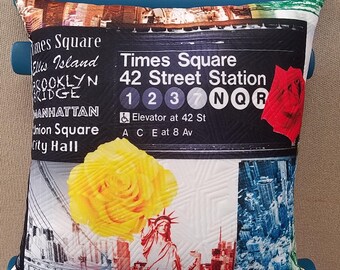 Times Square
Ellis Island
BROOKLYN
BRIDGE
MANHATTAN
Union Square
City Hall
Times Square
42 Street Station
1 2 3 7 N Q R
Elevator at 42 St
A C E at 8 Av